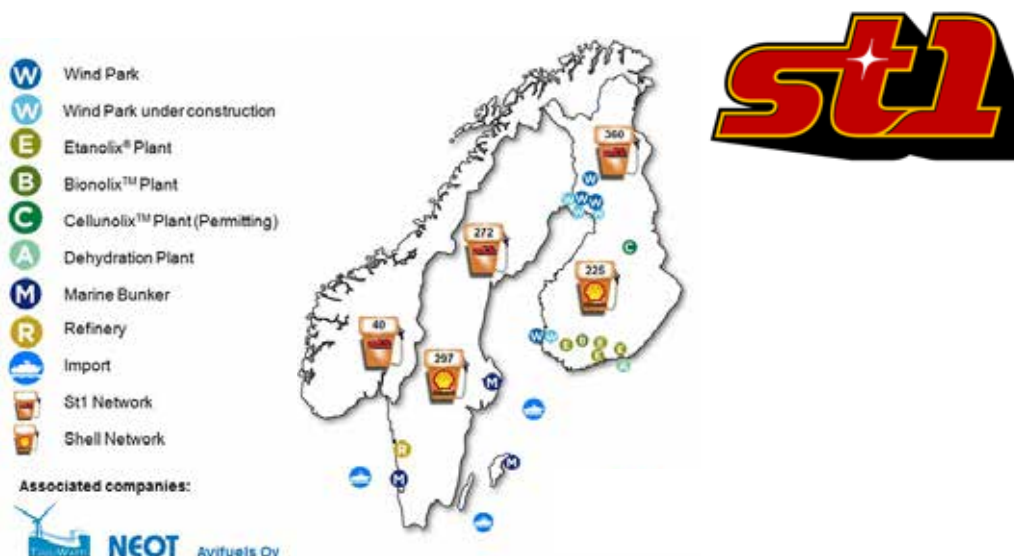 st1
W Wind Park
W Wind Park under construction
E Etanolix® Plant
B Bionolix™ Plant
C Cellunolix™ Plant (Permitting)
A Dehydration Plant
M Marine Bunker
R Refinery
Import
St1 Network
Shell Network
Associated companies:
NEOT Avifuels Oy
360
W
W W W
W W
272
C
225
40
297
W W E B E
E E
A
M
R
M
M